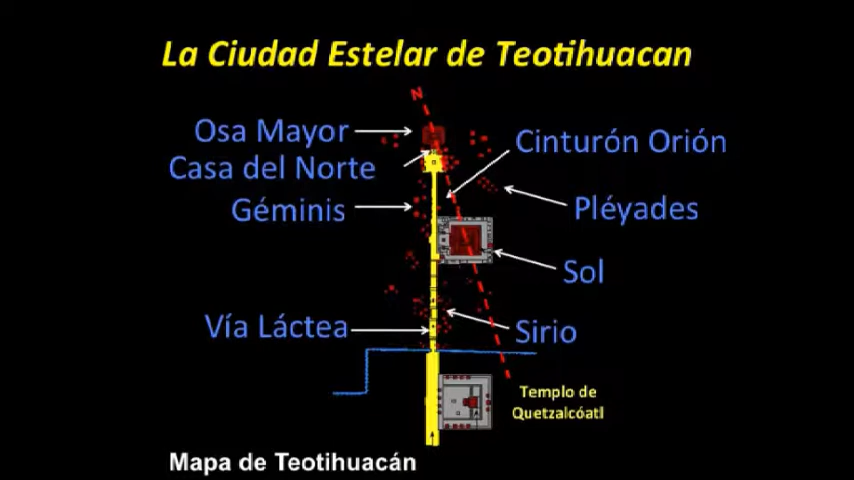 La Ciudad Estelar de Teotihuacan
N
Osa Mayor
Casa del Norte
Géminis
Vía Láctea
Cinturón Orión
Pléyades
Sol
Sirio
Templo de
Quetzalcóatl
Mapa de Teotihuacán